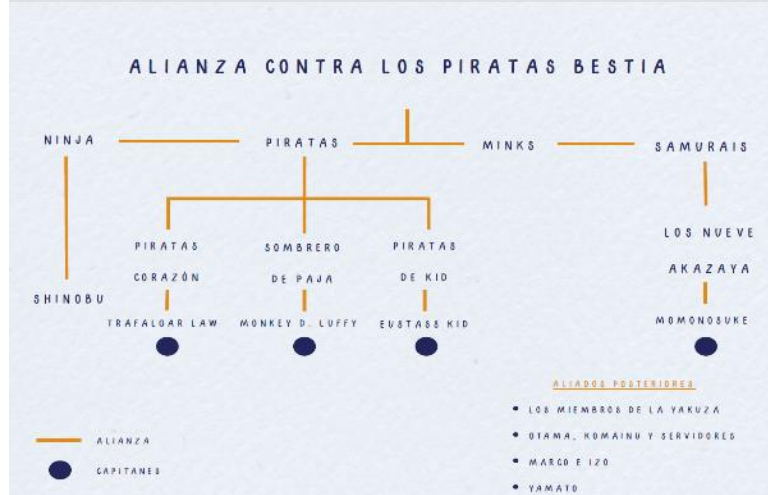 ALIANZA CONTRA LOS PIRATAS BESTIA
NINJA
PIRATAS
MINKS
SAMURAIS
LOS NUEVE
AKAZAYA
PIRATAS
CORAZÓN
SOMBRERO
DE PAJA
PIRATAS
DE KID
SHINOBU
TRAFALGAR LAW
MONKEY D. LUFFY
EUSTASS KID
MOMONOSUKE
ALIADOS POSTERIORES
• LOS MIEMBROS DE LA YAKUZA
• OTAMA, KOMAINU Y SERVIDORES
• MARCO E IZO
• YAMATO
ALIANZA
CAPITANES